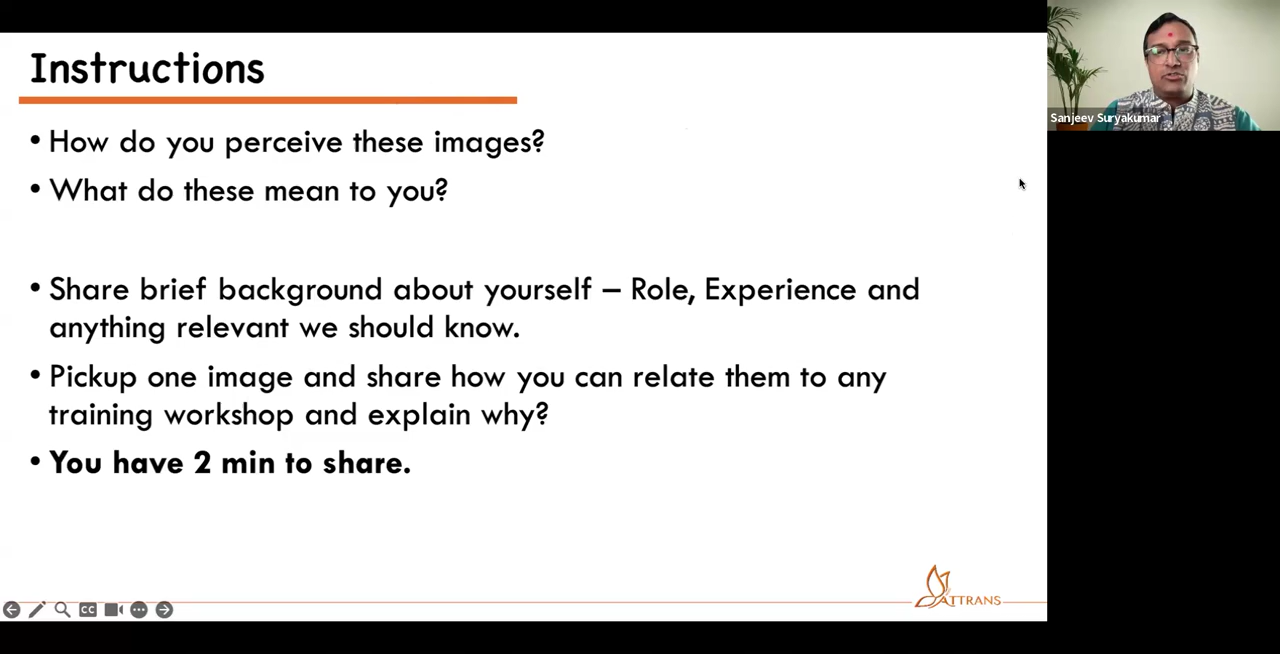 Instructions
• How do you perceive these images?
• What do these mean to you?
• Share brief background about yourself – Role, Experience and
anything relevant we should know.
• Pickup one image and share how you can relate them to any
training workshop and explain why?
• You have 2 min to share.
Sanjeev Suryakumar
CC
ATTRANS